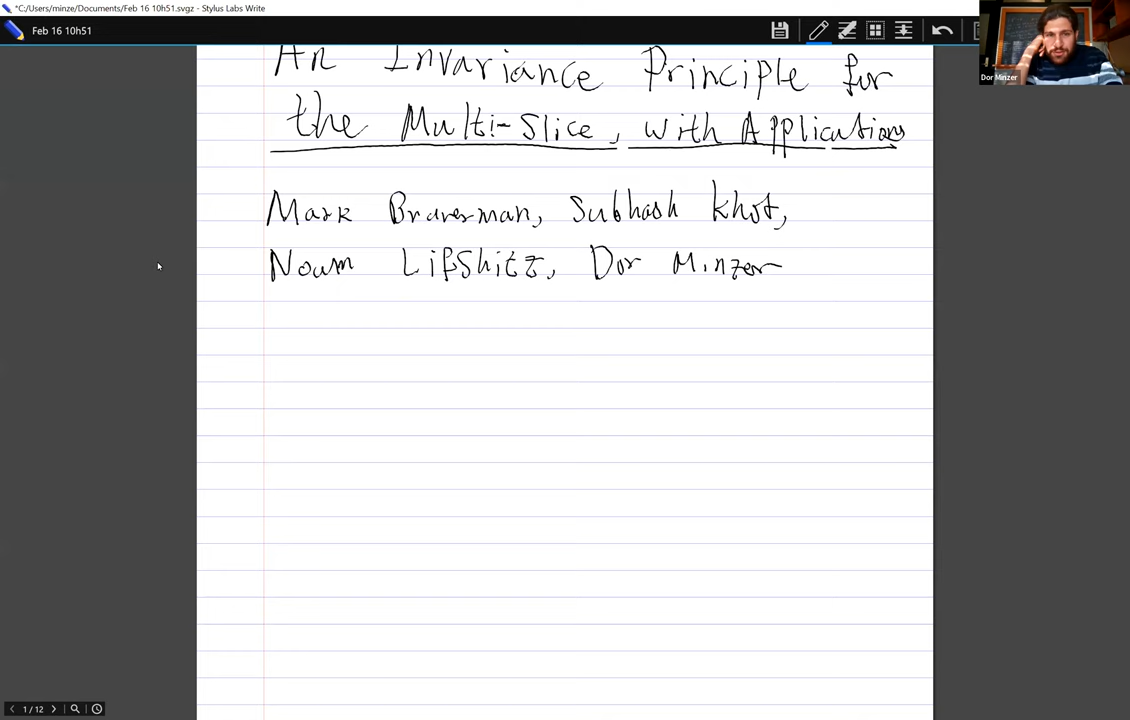 *C:/Users/minze/Documents/Feb 16 10h51.svgz - Stylus Labs Write
Feb 16 10h51
Dor Minzer
An Invariance Principle for
the Multi-Slice, with Applications
Mark Braverman, Subhash Khot,
Noam Lifshitz, Dor Minzer
1 / 12